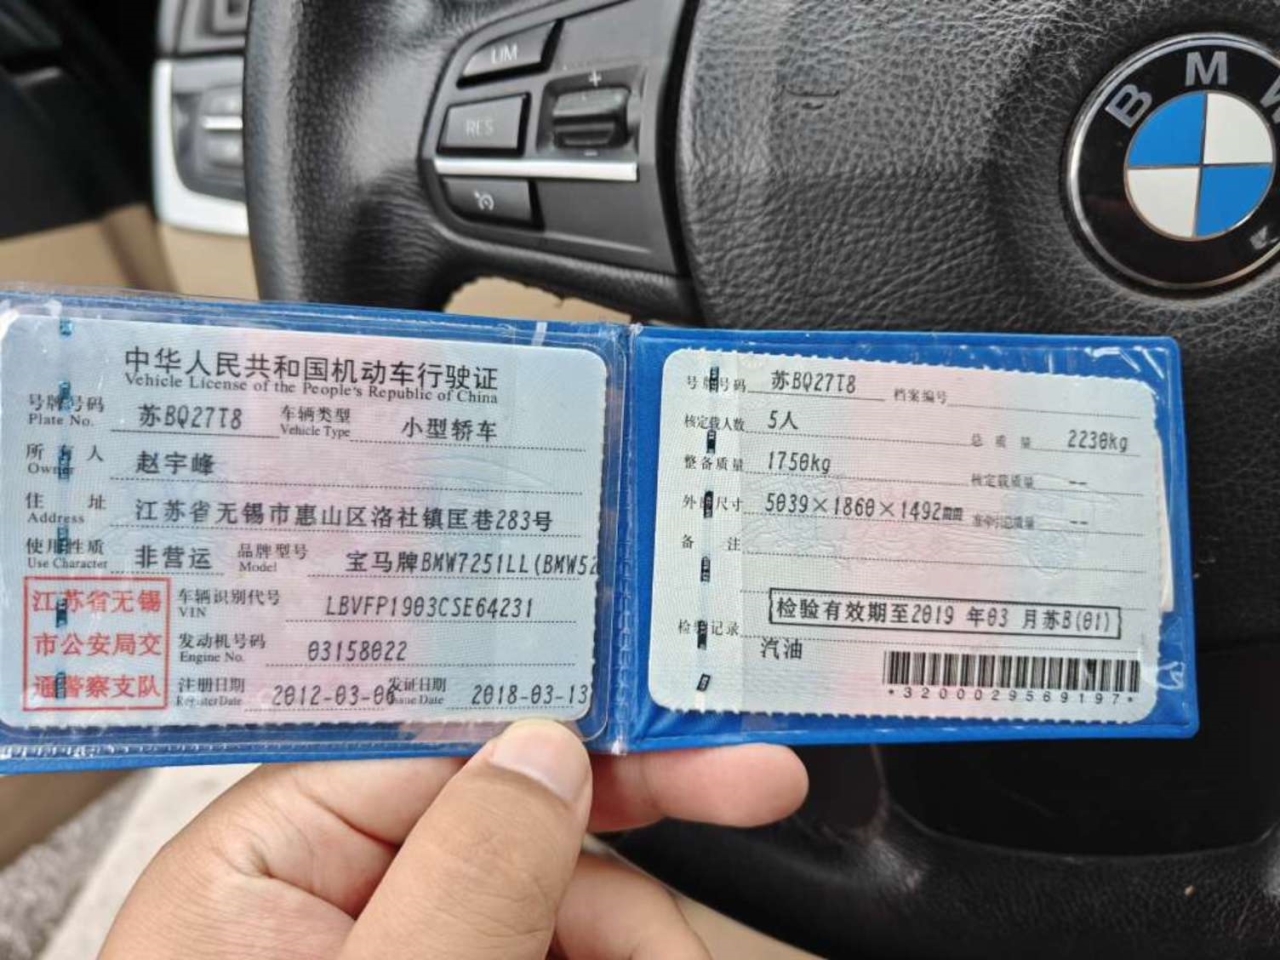 LIM
+
RES
-
BMW
中华人民共和国机动车行驶证
Vehicle License of the People's Republic of China
号牌号码 苏BQ27T8 车辆类型 小型轿车
Plate No. Vehicle Type
所有人 赵宇峰
Owner
住址 江苏省无锡市惠山区洛社镇匡巷283号
Address
使用性质 非营运 品牌型号 宝马牌BMW7251LL(BMW52
Use Character Model
江苏省无锡
市公安局交
通警察支队
车辆识别代号 LBVFP1903CSE64231
VIN
发动机号码 03158022
Engine No.
注册日期 2012-03-06 发证日期 2018-03-13
Register Date Issue Date
号牌号码 苏BQ27T8 档案编号
核定载人数 5人 总质量 2230kg
整备质量 1750kg 核定载质量 --
外廓尺寸 5039×1860×1492mm 准牵引总质量 --
备注
检验有效期至2019年03月苏B(01)
检验记录
汽油
*3200029569197*